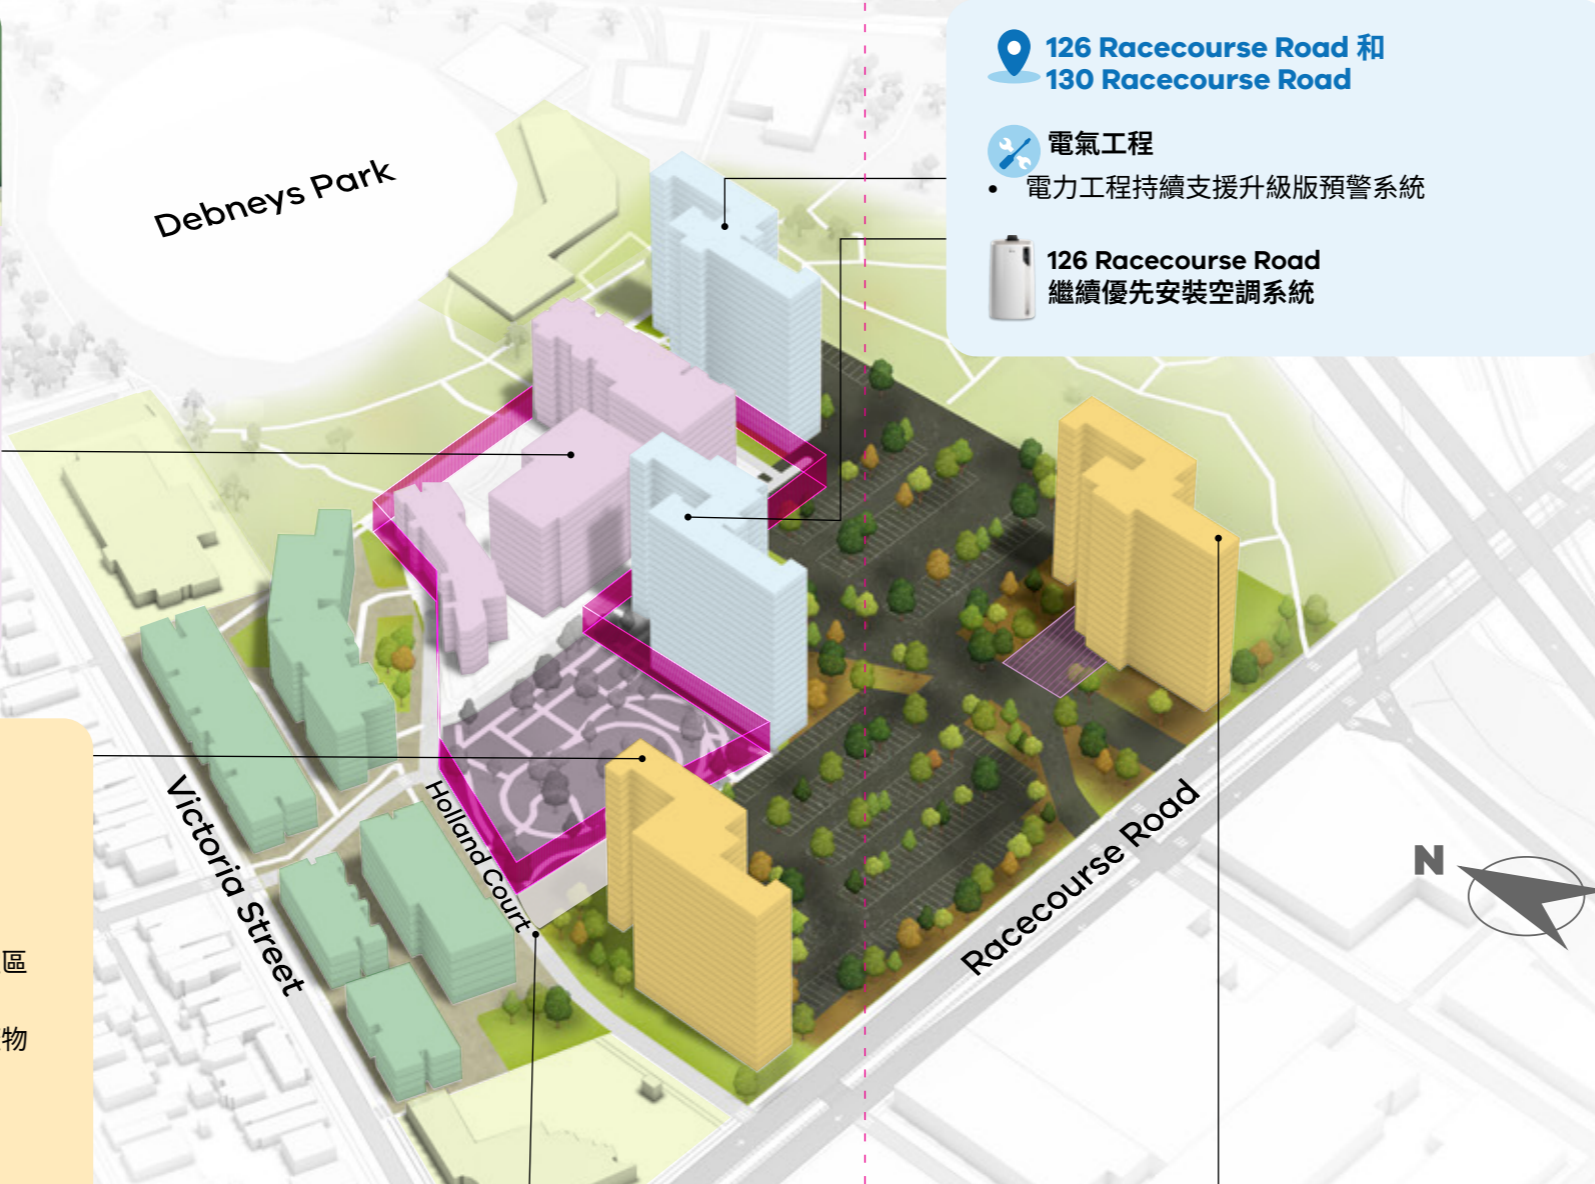 126 Racecourse Road 和
130 Racecourse Road
電氣工程
• 電力工程持續支援升級版預警系統
126 Racecourse Road
繼續優先安裝空調系統
Debneys Park
Victoria Street
Holland Court
Racecourse Road
N
區
物